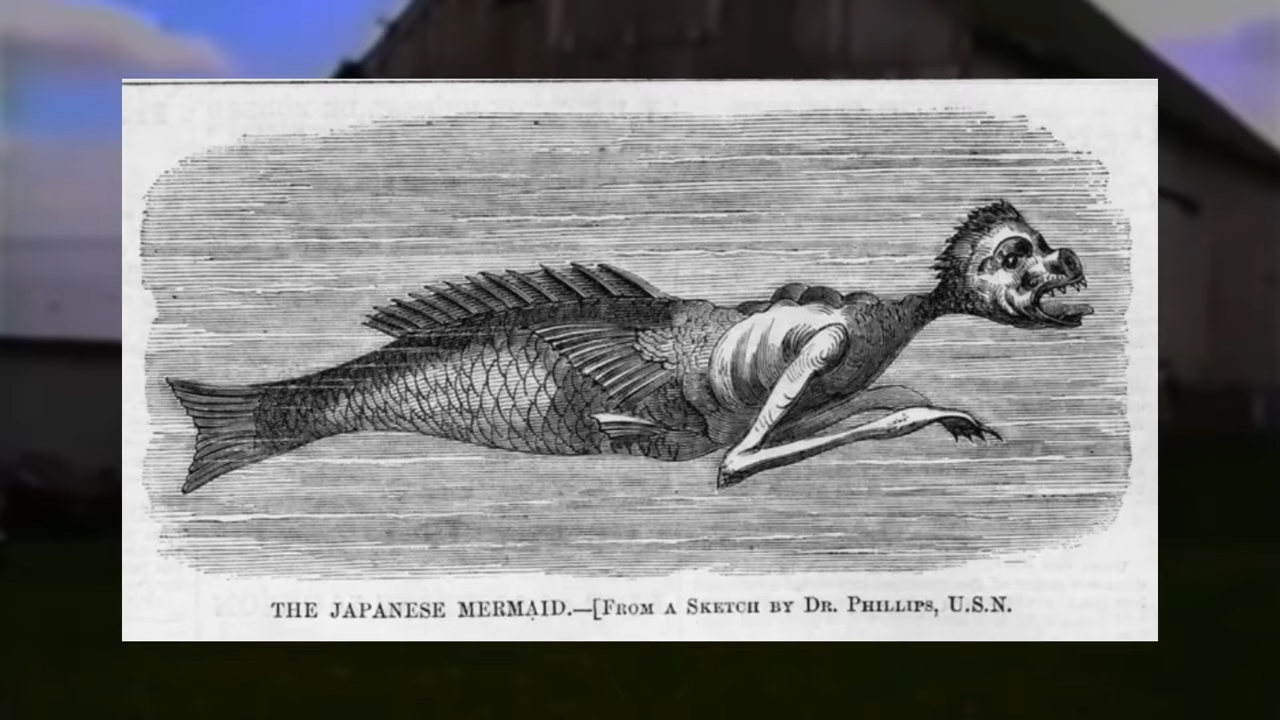 THE JAPANESE MERMAID.—[From a Sketch by Dr. Phillips, U.S.N.